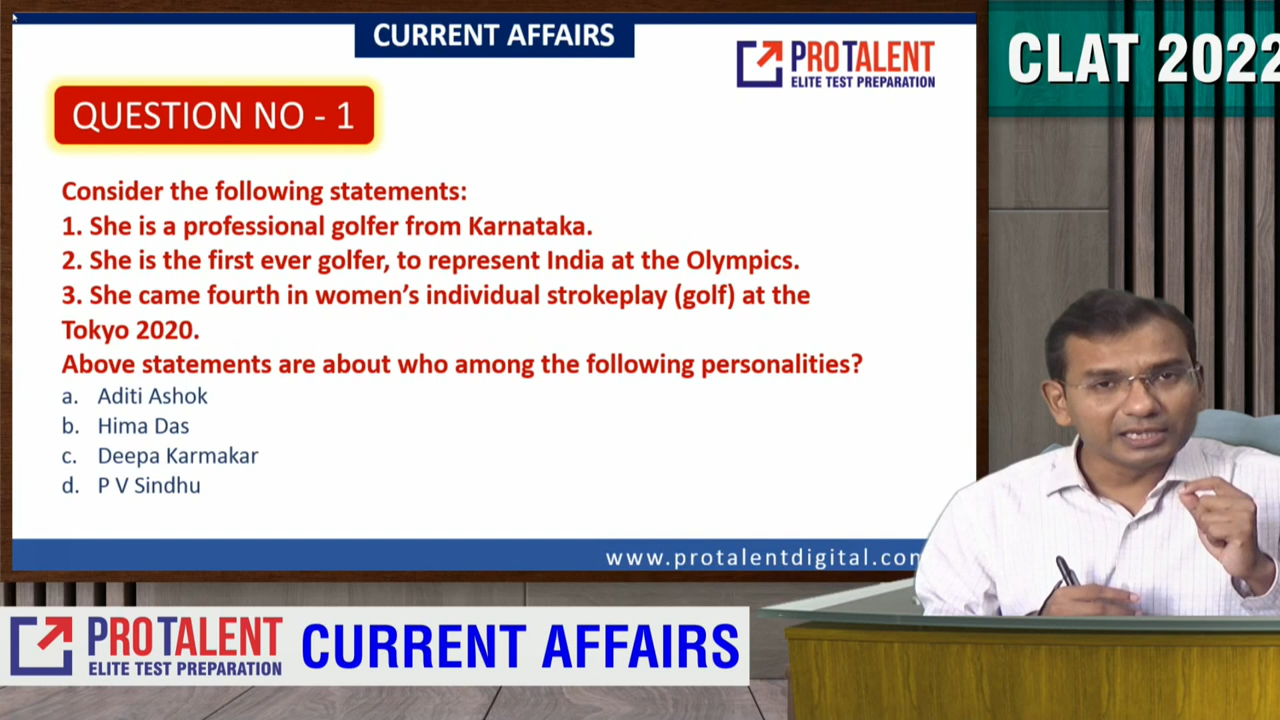 CURRENT AFFAIRS
PROTALENT
ELITE TEST PREPARATION
CLAT 2022
QUESTION NO - 1
Consider the following statements:
1. She is a professional golfer from Karnataka.
2. She is the first ever golfer, to represent India at the Olympics.
3. She came fourth in women’s individual strokeplay (golf) at the
Tokyo 2020.
Above statements are about who among the following personalities?
a. Aditi Ashok
b. Hima Das
c. Deepa Karmakar
d. P V Sindhu
www.protalentdigital.com
PROTALENT
ELITE TEST PREPARATION
CURRENT AFFAIRS